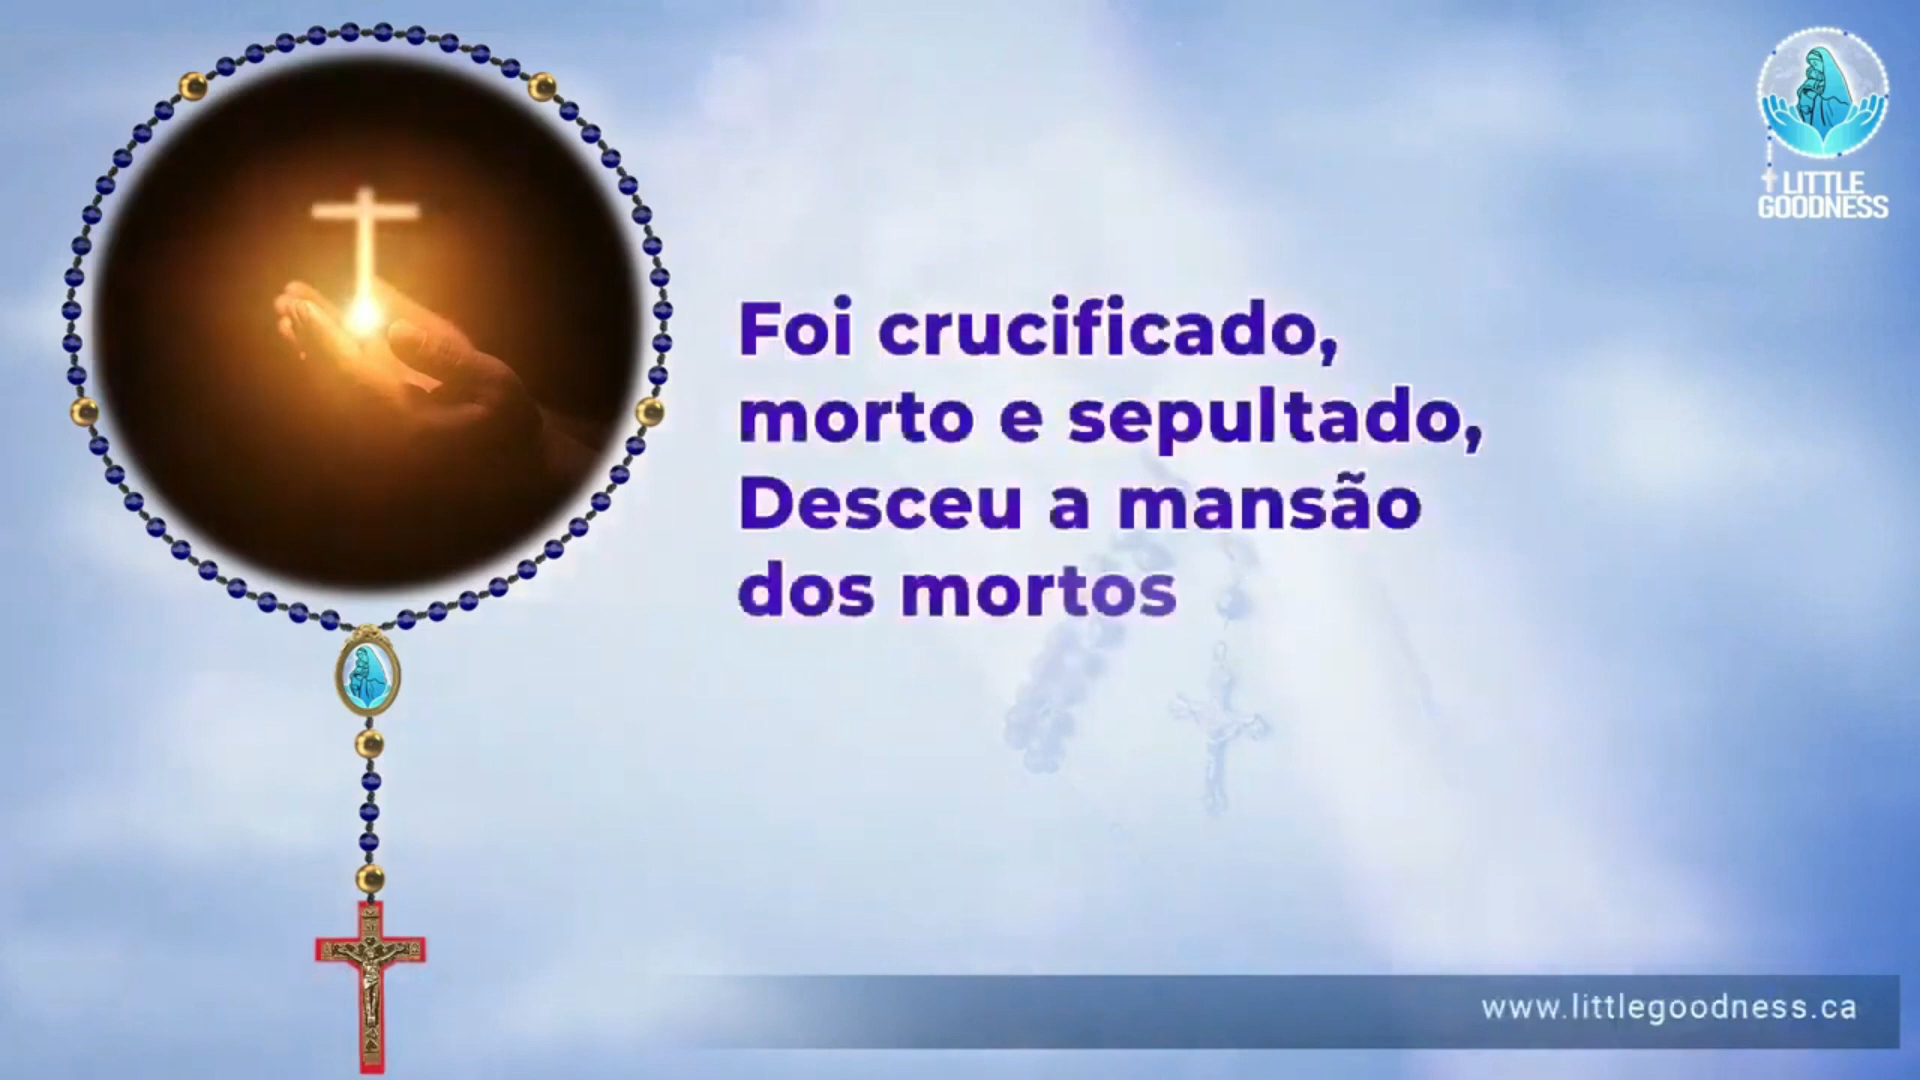 LITTLE
GOODNESS
Foi crucificado,
morto e sepultado,
Desceu a mansão
dos mortos
www.littlegoodness.ca